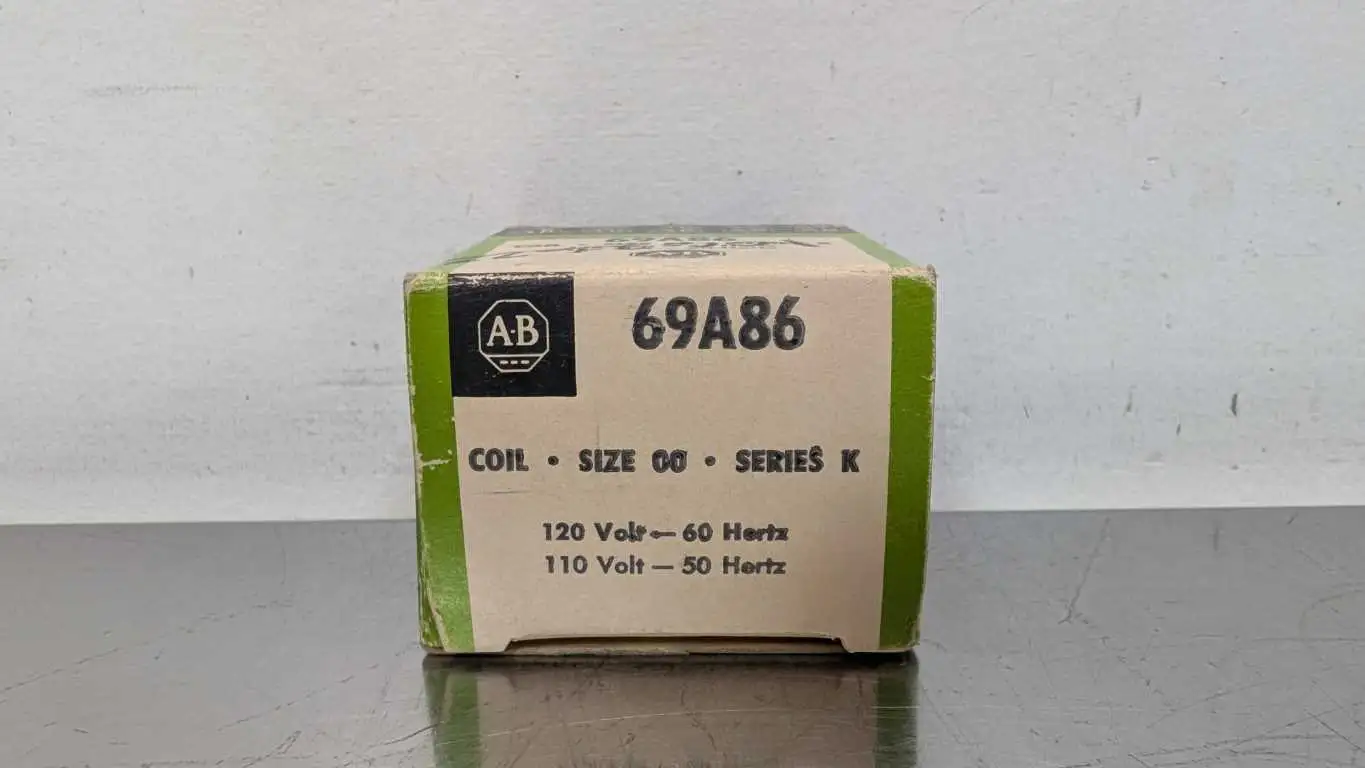 A-B
69A86
COIL • SIZE 00 • SERIES K
120 Volt — 60 Hertz
110 Volt — 50 Hertz